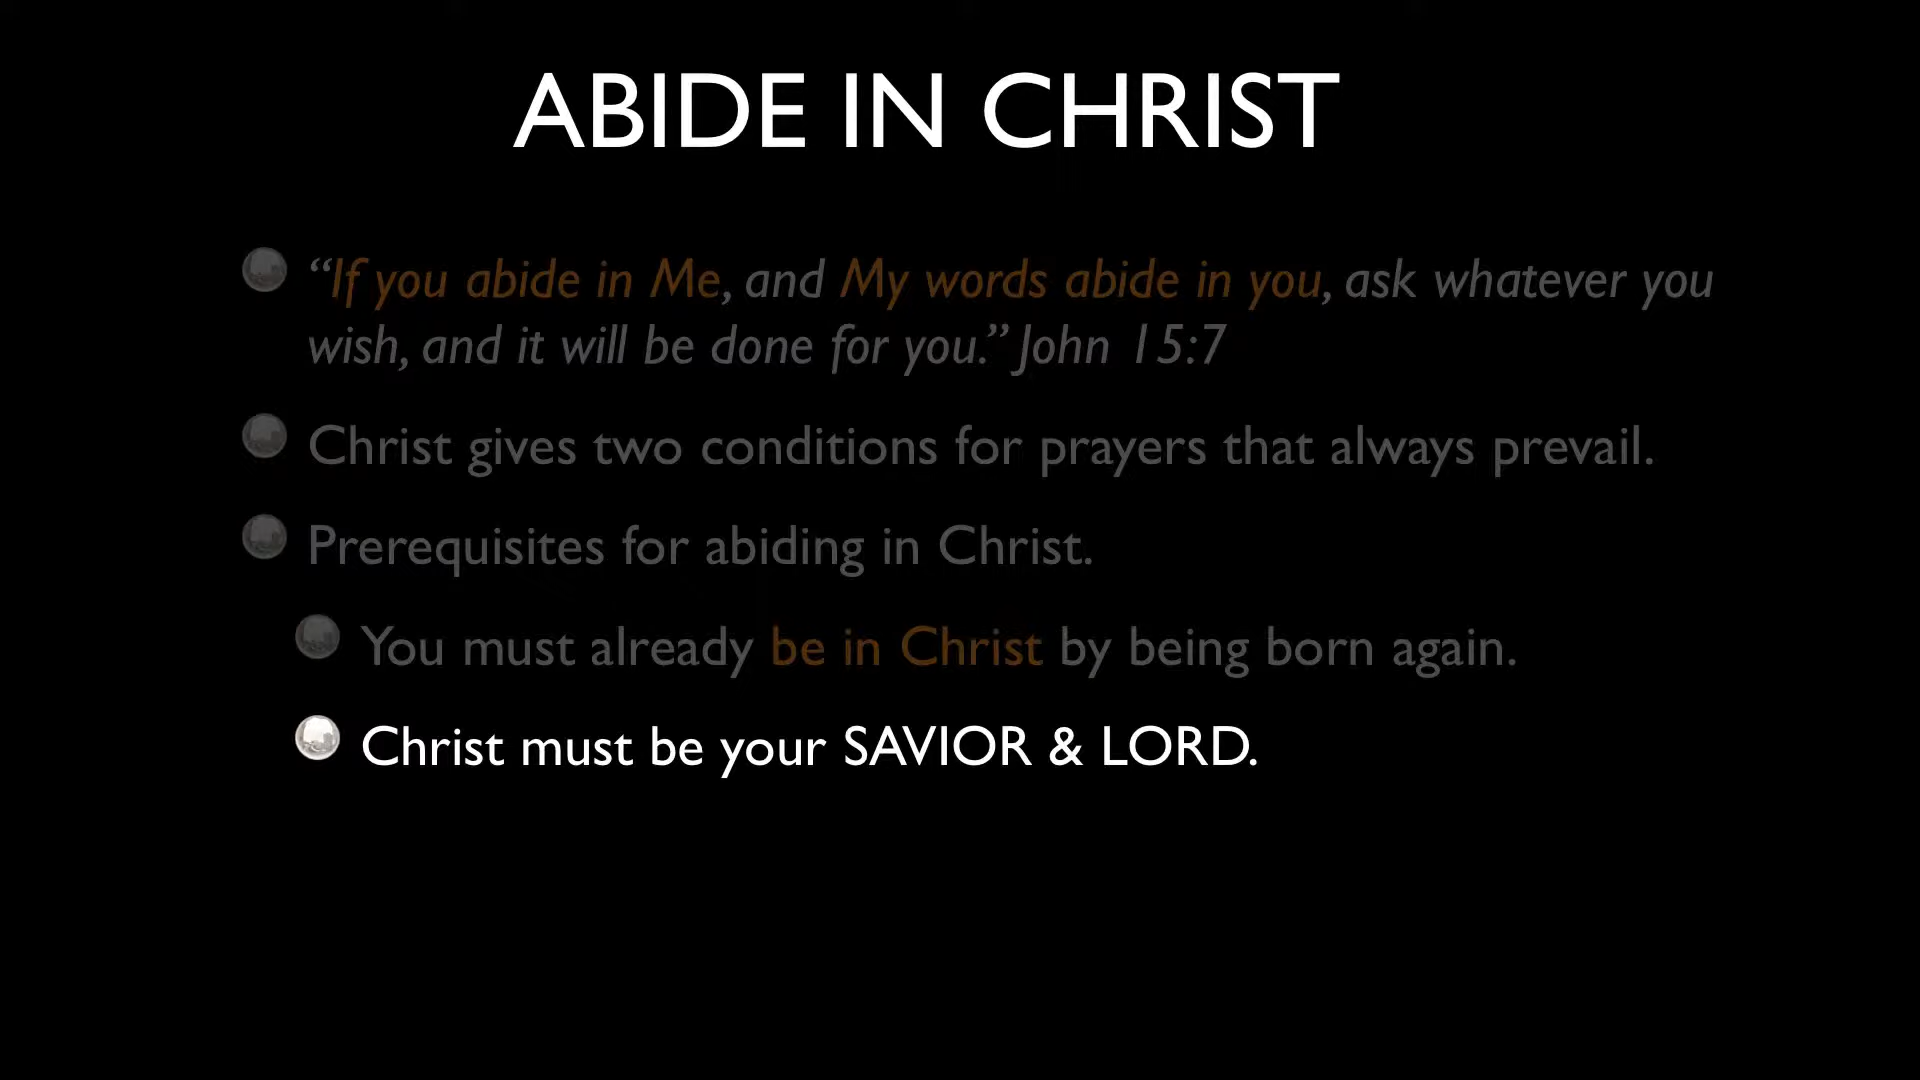 ABIDE IN CHRIST
“If you abide in Me, and My words abide in you, ask whatever you
wish, and it will be done for you.” John 15:7
Christ gives two conditions for prayers that always prevail.
Prerequisites for abiding in Christ.
You must already be in Christ by being born again.
Christ must be your SAVIOR & LORD.